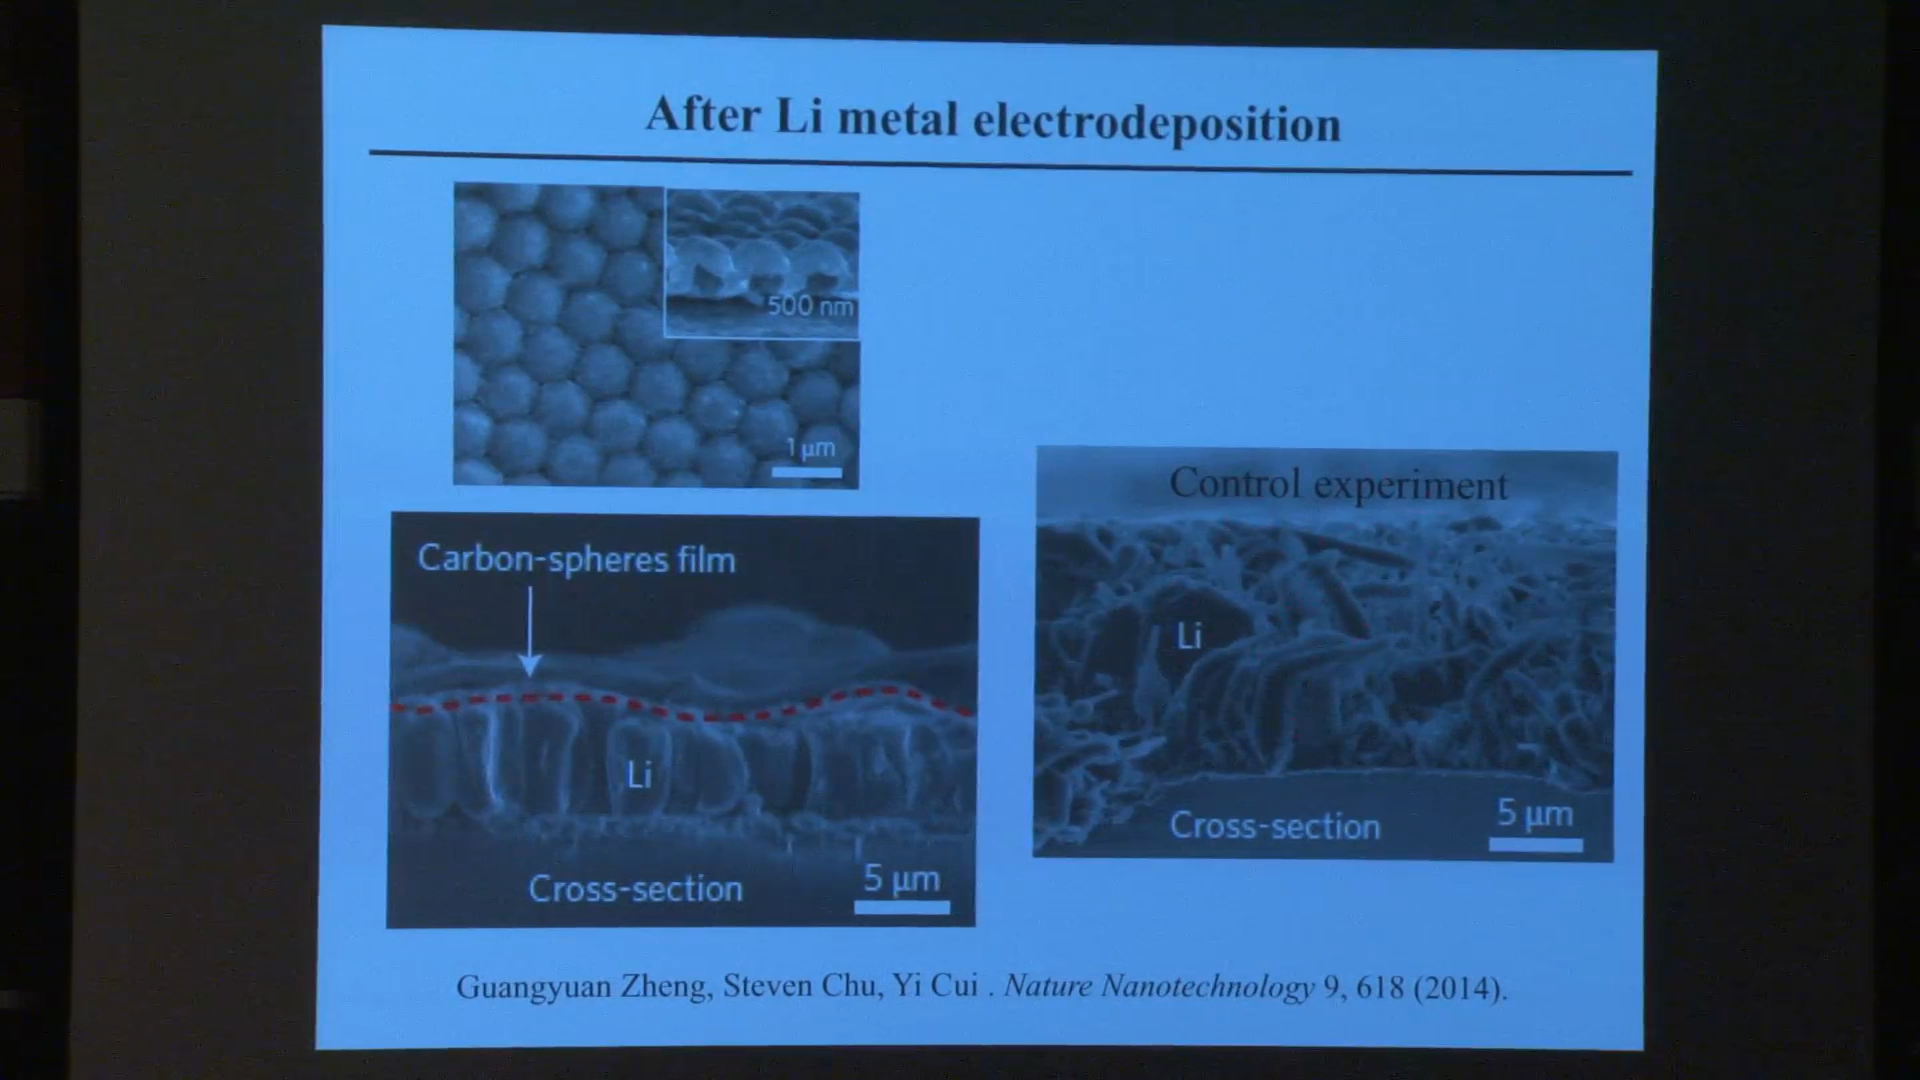 After Li metal electrodeposition
500 nm
1 µm
Control experiment
Carbon-spheres film
Li
Li
Cross-section
5 µm
Cross-section
5 µm
Guangyuan Zheng, Steven Chu, Yi Cui . Nature Nanotechnology 9, 618 (2014).